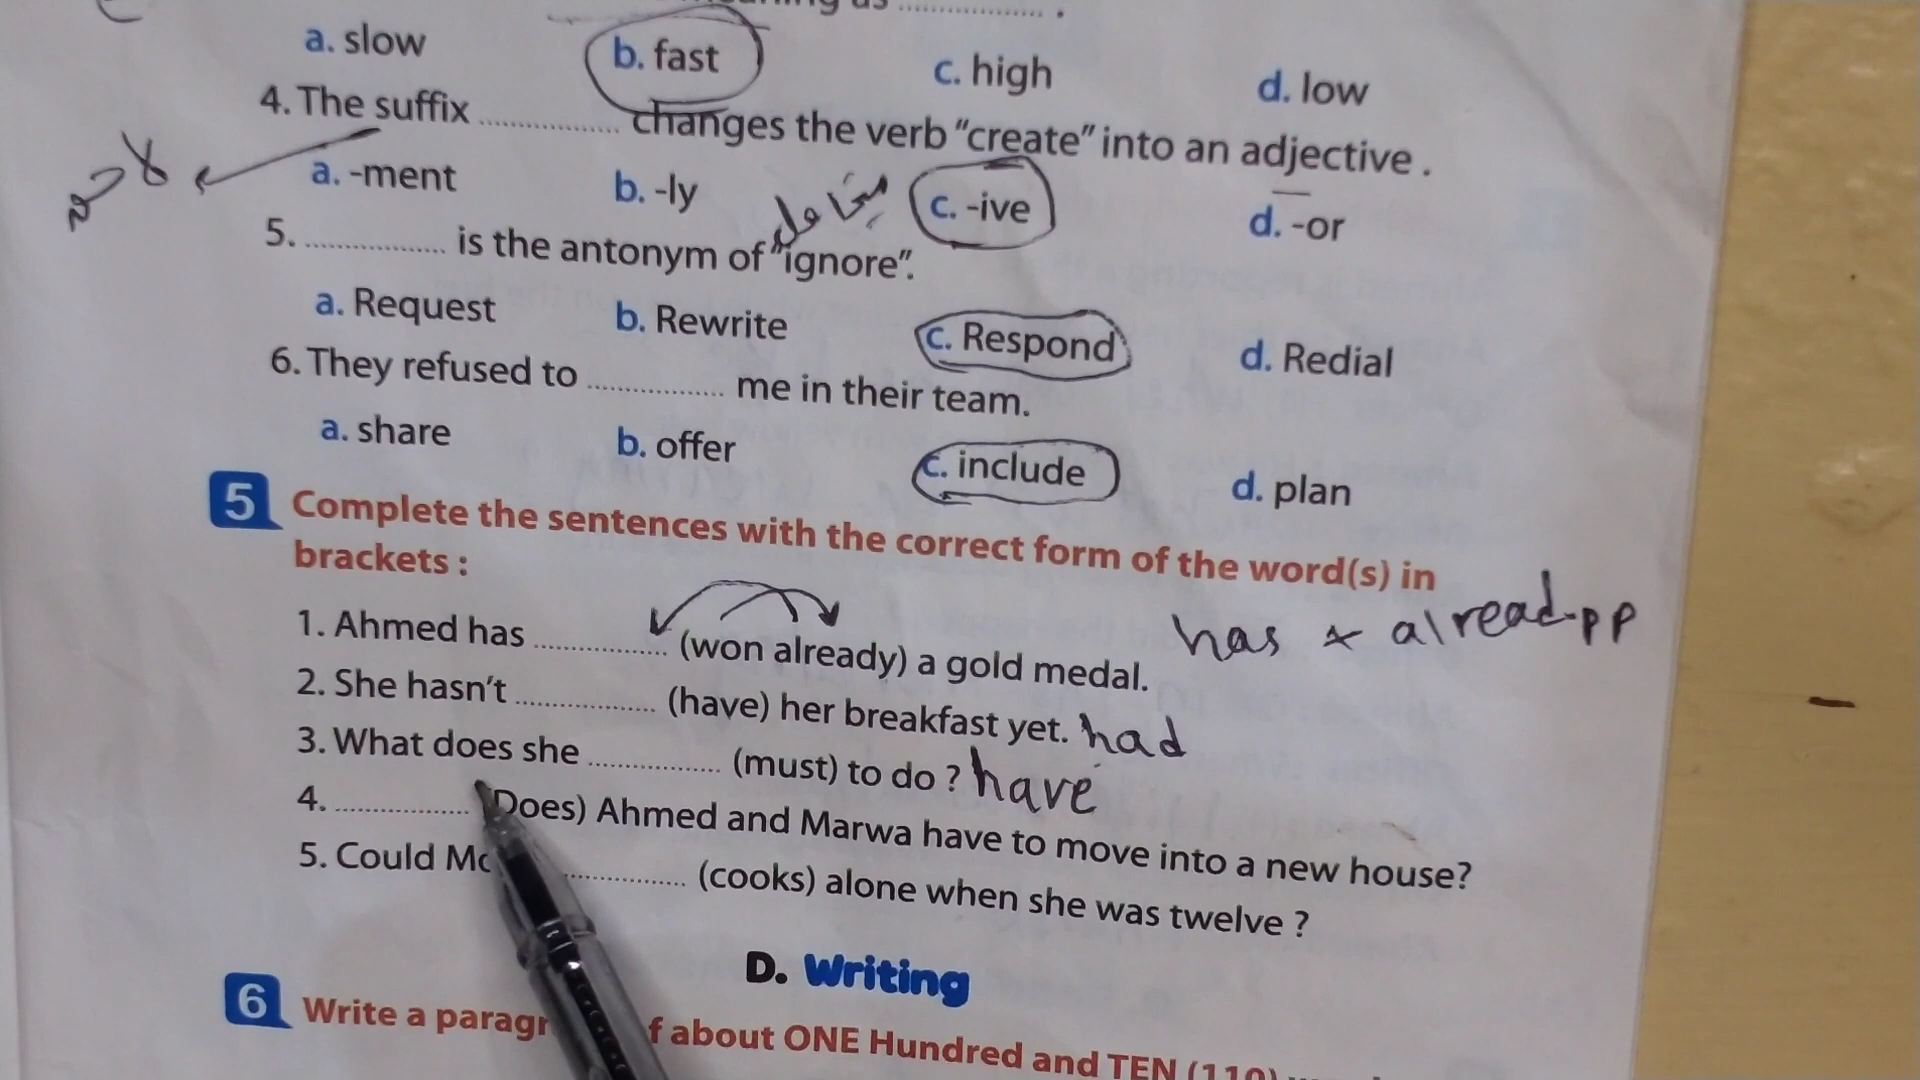 as .................... .
a. slow b. fast c. high d. low
4. The suffix .................... changes the verb "create" into an adjective .
a. -ment b. -ly c. -ive d. -or
يتجاهل
5. .................... is the antonym of "ignore".
a. Request b. Rewrite c. Respond d. Redial
6. They refused to .................... me in their team.
a. share b. offer c. include d. plan
5 Complete the sentences with the correct form of the word(s) in
brackets :
1. Ahmed has .................... (won already) a gold medal. has + alread-pp
2. She hasn't .................... (have) her breakfast yet. had
3. What does she .................... (must) to do ? have
4. .................... (Does) Ahmed and Marwa have to move into a new house?
5. Could .................... (cooks) alone when she was twelve ?
D. Writing
6 Write a about ONE Hundred and TEN (110)